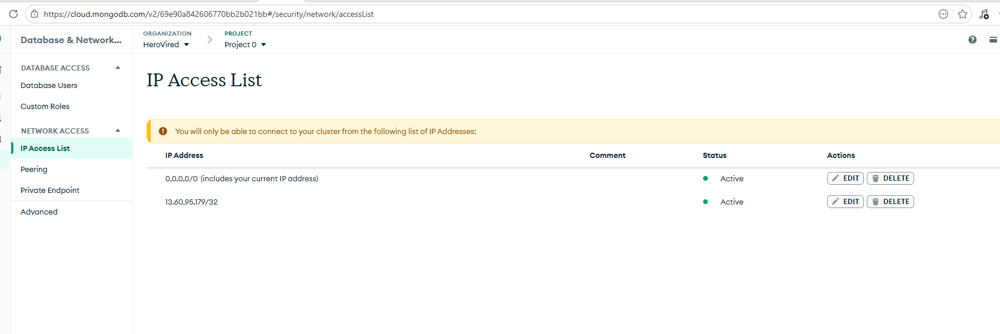 https://cloud.mongodb.com/v2/69e90a842606770bb2b021bb#/security/network/accessList
Database & Network...
ORGANIZATION
HeroVired
PROJECT
Project 0
DATABASE ACCESS
Database Users
Custom Roles
NETWORK ACCESS
IP Access List
Peering
Private Endpoint
Advanced
IP Access List
You will only be able to connect to your cluster from the following list of IP Addresses:
IP Address Comment Status Actions
0.0.0.0/0 (includes your current IP address) Active EDIT DELETE
13.60.95.179/32 Active EDIT DELETE